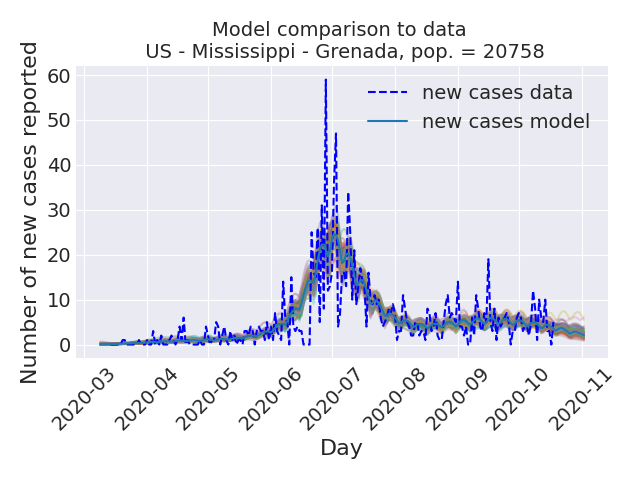 Model comparison to data
US - Mississippi - Grenada, pop. = 20758
Number of new cases reported
60
50
40
30
20
10
0
new cases data
new cases model
2020-03
2020-04
2020-05
2020-06
2020-07
2020-08
2020-09
2020-10
2020-11
Day